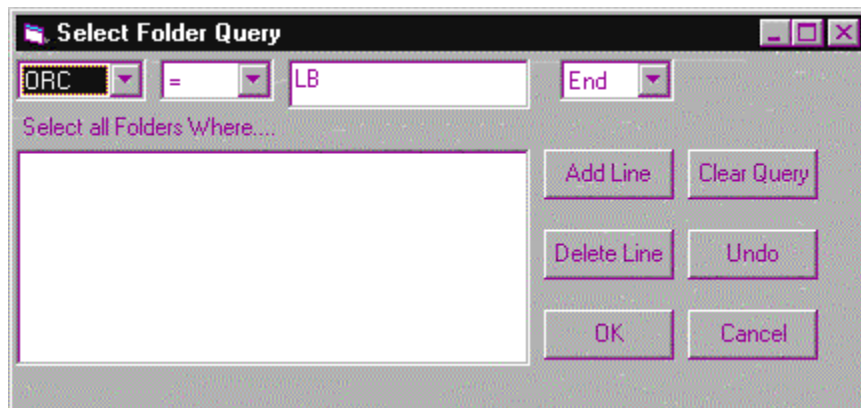 Select Folder Query
ORC = LB End
Select all Folders Where....
Add Line Clear Query
Delete Line Undo
OK Cancel